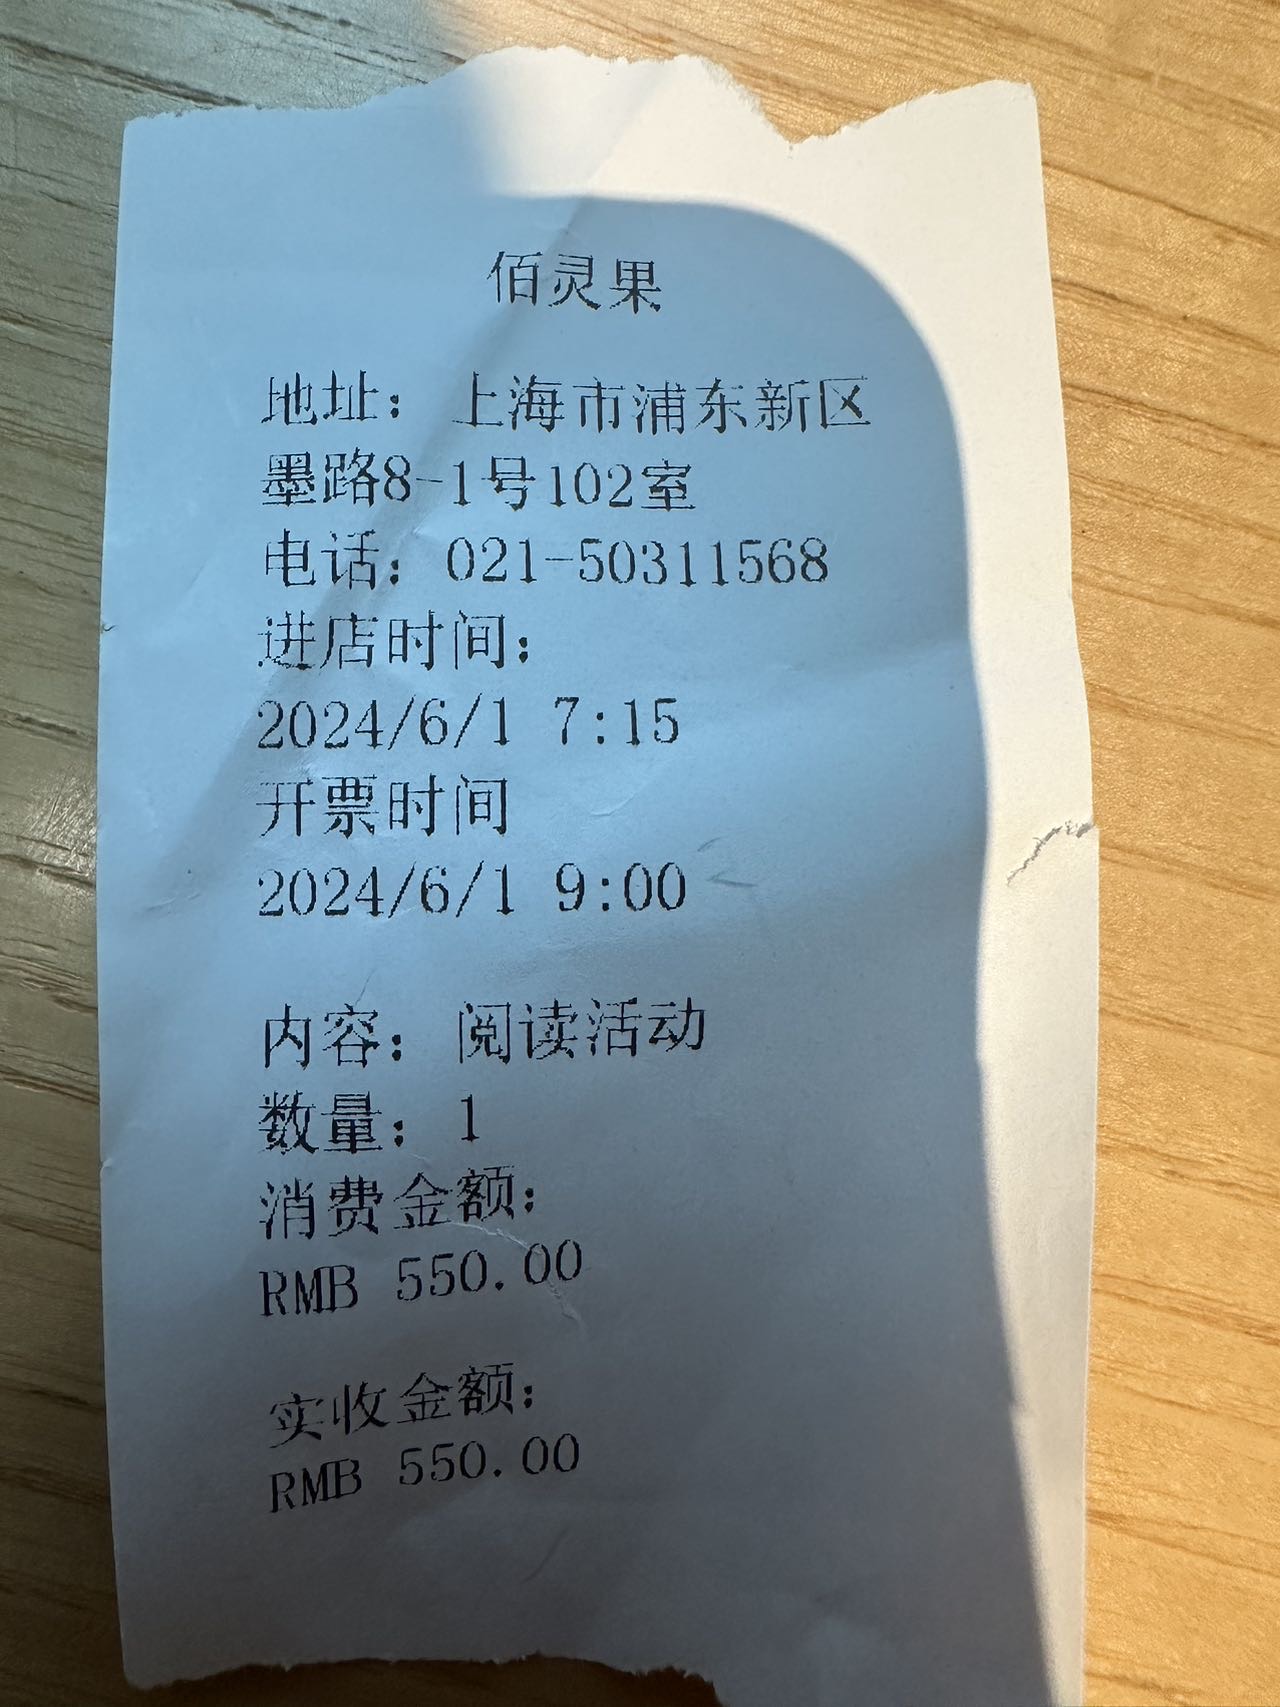 佰灵果
地址：上海市浦东新区
墨路8-1号102室
电话：021-50311568
进店时间：
2024/6/1 7:15
开票时间
2024/6/1 9:00
内容：阅读活动
数量：1
消费金额：
RMB 550.00
实收金额：
RMB 550.00